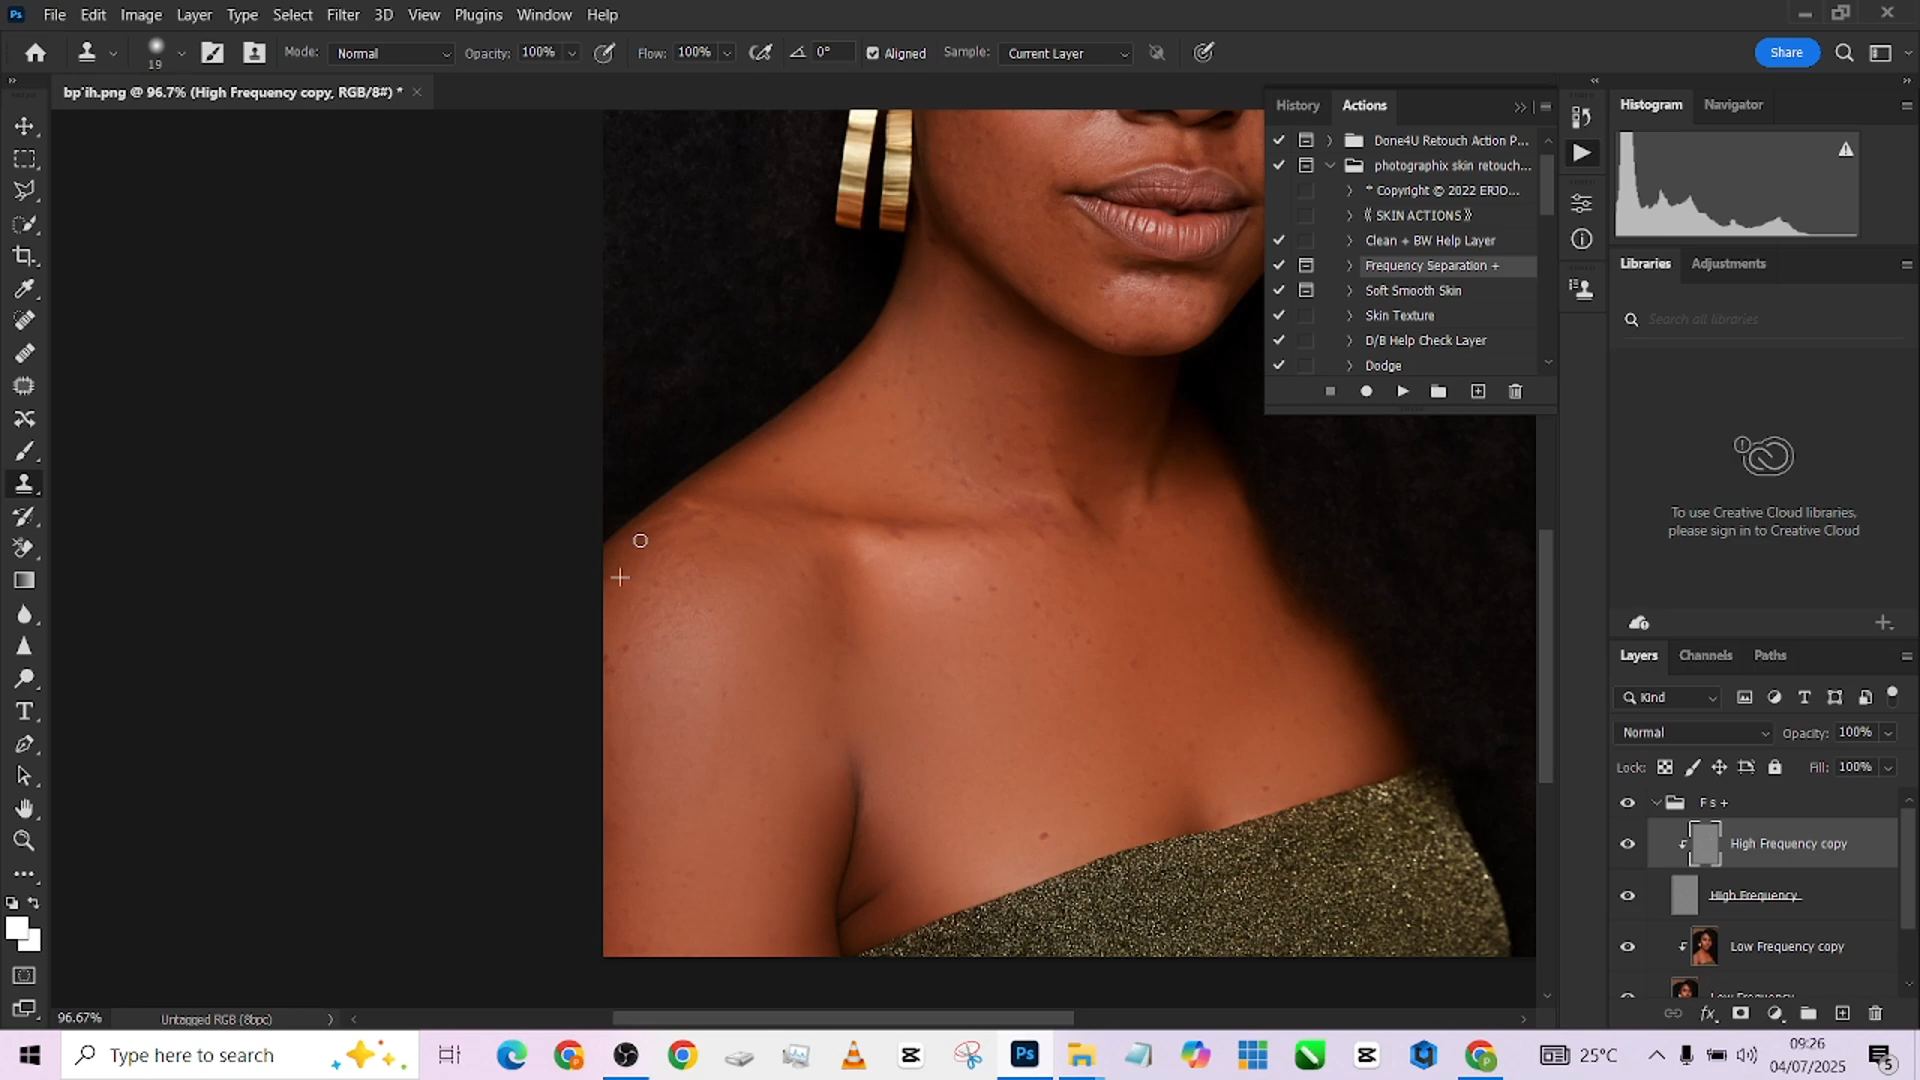 Ps File Edit Image Layer Type Select Filter 3D View Plugins Window Help
19 Mode: Normal Opacity: 100% Flow: 100% 0° Aligned Sample: Current Layer Share
bp`ih.png @ 96.7% (High Frequency copy, RGB/8#) *
History Actions
Done4U Retouch Action P...
photographix skin retouch...
* Copyright © 2022 ERJO...
⟪ SKIN ACTIONS ⟫
Clean + BW Help Layer
Frequency Separation +
Soft Smooth Skin
Skin Texture
D/B Help Check Layer
Dodge
Histogram Navigator
Libraries Adjustments
Search all libraries
To use Creative Cloud libraries,
please sign in to Creative Cloud
Layers Channels Paths
Kind
Normal Opacity: 100%
Lock: Fill: 100%
F s +
High Frequency copy
High Frequency
Low Frequency copy
Low Frequency
96.67% Untagged RGB (8bpc)
Type here to search
Ps
25°C
09:26
04/07/2025
5